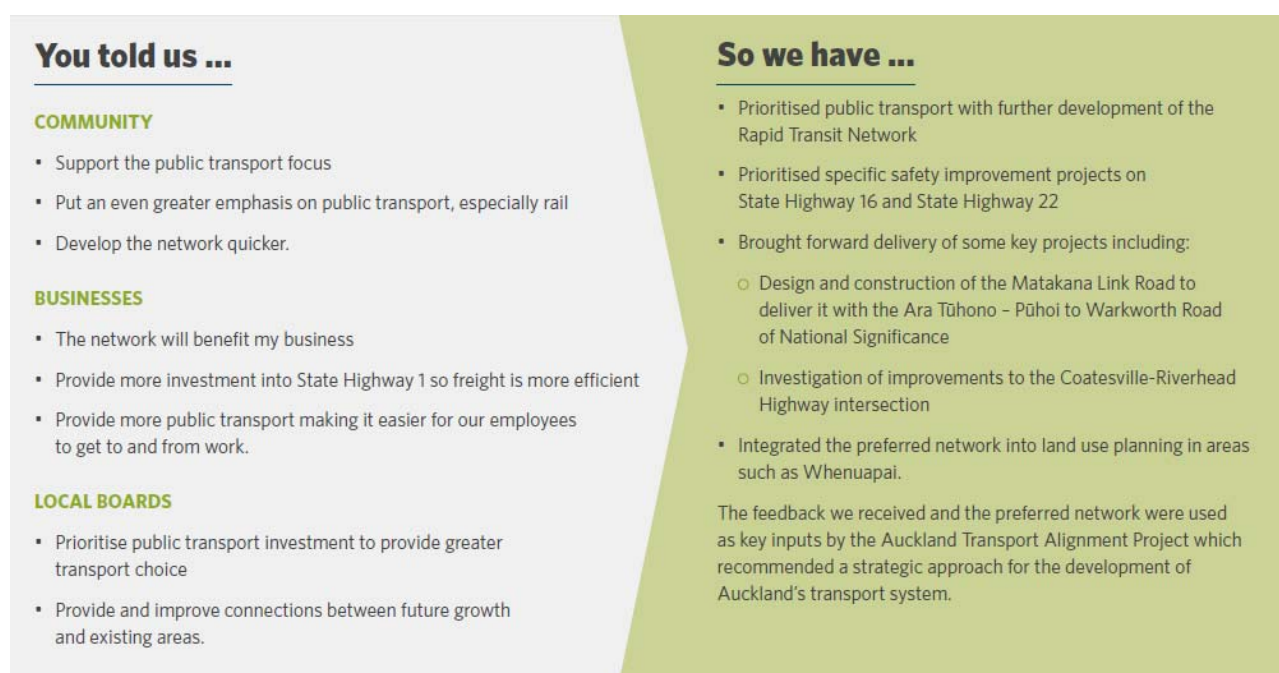 You told us ...
COMMUNITY
• Support the public transport focus
• Put an even greater emphasis on public transport, especially rail
• Develop the network quicker.
BUSINESSES
• The network will benefit my business
• Provide more investment into State Highway 1 so freight is more efficient
• Provide more public transport making it easier for our employees
to get to and from work.
LOCAL BOARDS
• Prioritise public transport investment to provide greater
transport choice
• Provide and improve connections between future growth
and existing areas.
So we have ...
• Prioritised public transport with further development of the
Rapid Transit Network
• Prioritised specific safety improvement projects on
State Highway 16 and State Highway 22
• Brought forward delivery of some key projects including:
○ Design and construction of the Matakana Link Road to
deliver it with the Ara Tūhono – Pūhoi to Warkworth Road
of National Significance
○ Investigation of improvements to the Coatesville-Riverhead
Highway intersection
• Integrated the preferred network into land use planning in areas
such as Whenuapai.
The feedback we received and the preferred network were used
as key inputs by the Auckland Transport Alignment Project which
recommended a strategic approach for the development of
Auckland's transport system.